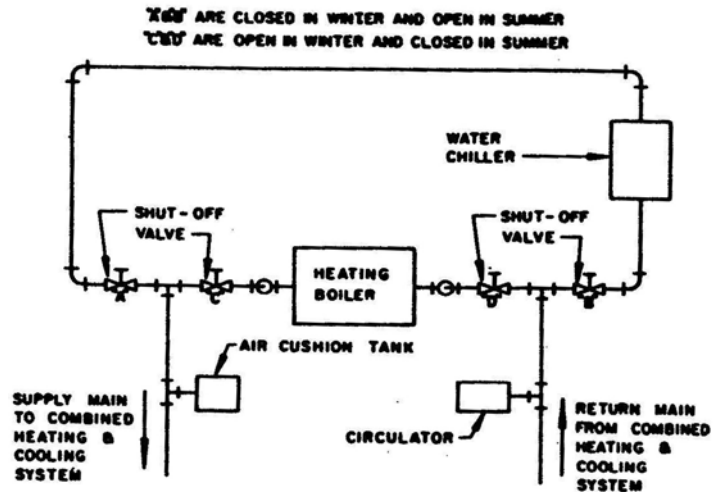 "A&B" ARE CLOSED IN WINTER AND OPEN IN SUMMER
"C&D" ARE OPEN IN WINTER AND CLOSED IN SUMMER
WATER
CHILLER
SHUT-OFF
VALVE
SHUT-OFF
VALVE
HEATING
BOILER
A
C
D
B
AIR CUSHION TANK
SUPPLY MAIN
TO COMBINED
HEATING &
COOLING
SYSTEM
CIRCULATOR
RETURN MAIN
FROM COMBINED
HEATING &
COOLING
SYSTEM